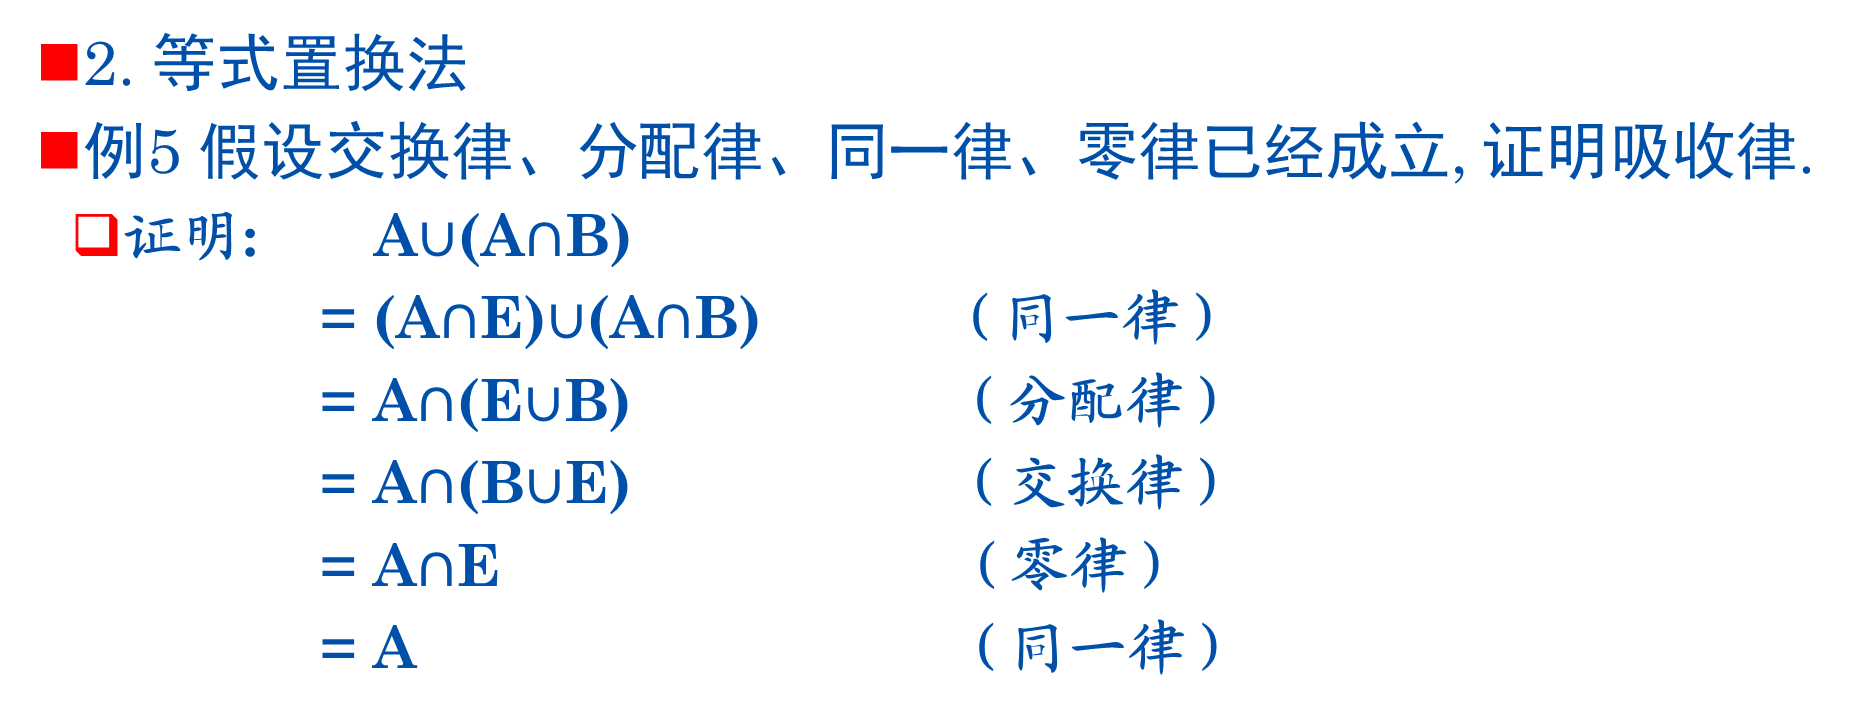 2. 等式置换法
例5 假设交换律、分配律、同一律、零律已经成立, 证明吸收律.
证明: A∪(A∩B)
= (A∩E)∪(A∩B) (同一律)
= A∩(E∪B) (分配律)
= A∩(B∪E) (交换律)
= A∩E (零律)
= A (同一律)